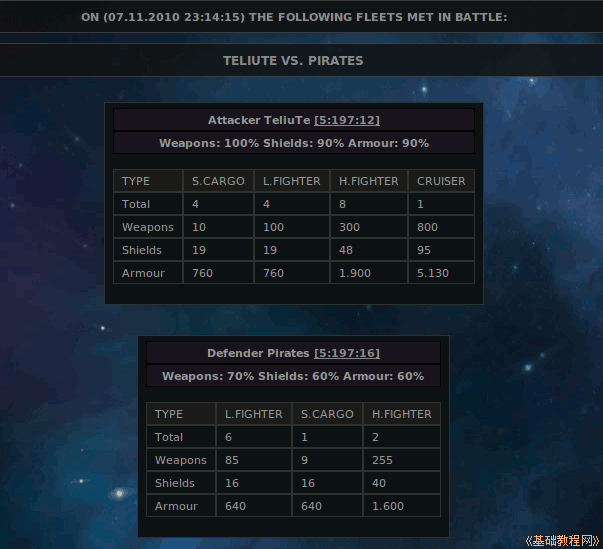 ON (07.11.2010 23:14:15) THE FOLLOWING FLEETS MET IN BATTLE:
TELIUTE VS. PIRATES
Attacker TeliuTe [5:197:12]
Weapons: 100% Shields: 90% Armour: 90%
TYPE S.CARGO L.FIGHTER H.FIGHTER CRUISER
Total 4 4 8 1
Weapons 10 100 300 800
Shields 19 19 48 95
Armour 760 760 1.900 5.130
Defender Pirates [5:197:16]
Weapons: 70% Shields: 60% Armour: 60%
TYPE L.FIGHTER S.CARGO H.FIGHTER
Total 6 1 2
Weapons 85 9 255
Shields 16 16 40
Armour 640 640 1.600
《基础教程网》